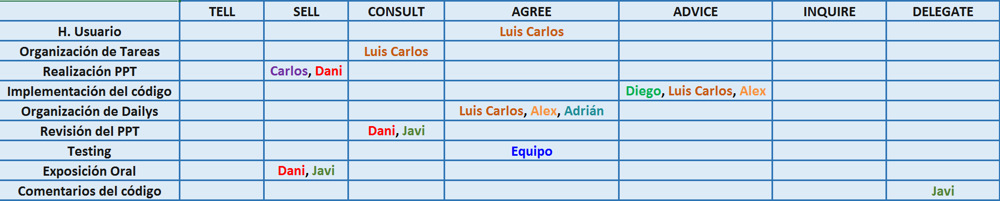 TELL SELL CONSULT AGREE ADVICE INQUIRE DELEGATE
H. Usuario Luis Carlos
Organización de Tareas Luis Carlos
Realización PPT Carlos, Dani
Implementación del código Diego, Luis Carlos, Alex
Organización de Dailys Luis Carlos, Alex, Adrián
Revisión del PPT Dani, Javi
Testing Equipo
Exposición Oral Dani, Javi
Comentarios del código Javi